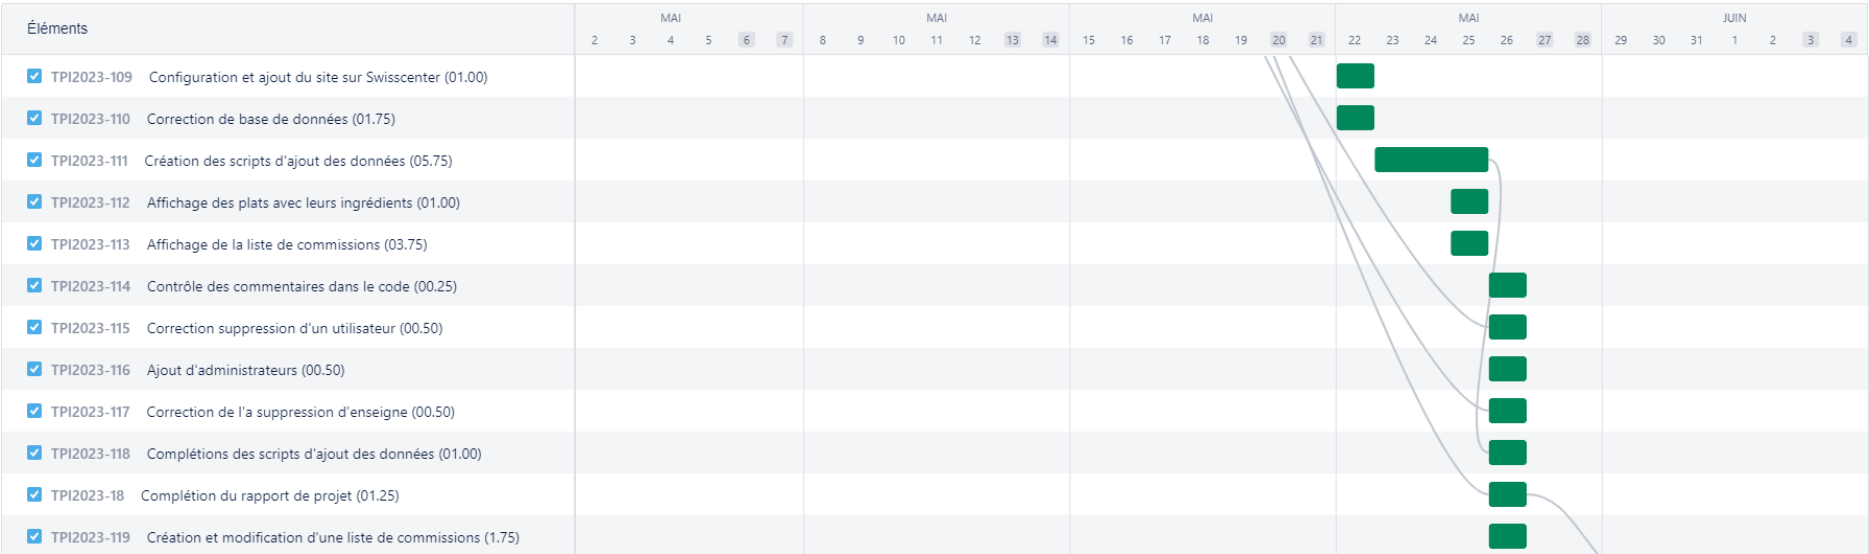 Éléments
MAI MAI MAI MAI JUIN
2 3 4 5 6 7 8 9 10 11 12 13 14 15 16 17 18 19 20 21 22 23 24 25 26 27 28 29 30 31 1 2 3 4
TPI2023-109 Configuration et ajout du site sur Swisscenter (01.00)
TPI2023-110 Correction de base de données (01.75)
TPI2023-111 Création des scripts d'ajout des données (05.75)
TPI2023-112 Affichage des plats avec leurs ingrédients (01.00)
TPI2023-113 Affichage de la liste de commissions (03.75)
TPI2023-114 Contrôle des commentaires dans le code (00.25)
TPI2023-115 Correction suppression d'un utilisateur (00.50)
TPI2023-116 Ajout d'administrateurs (00.50)
TPI2023-117 Correction de l'a suppression d'enseigne (00.50)
TPI2023-118 Complétions des scripts d'ajout des données (01.00)
TPI2023-18 Complétion du rapport de projet (01.25)
TPI2023-119 Création et modification d'une liste de commissions (1.75)